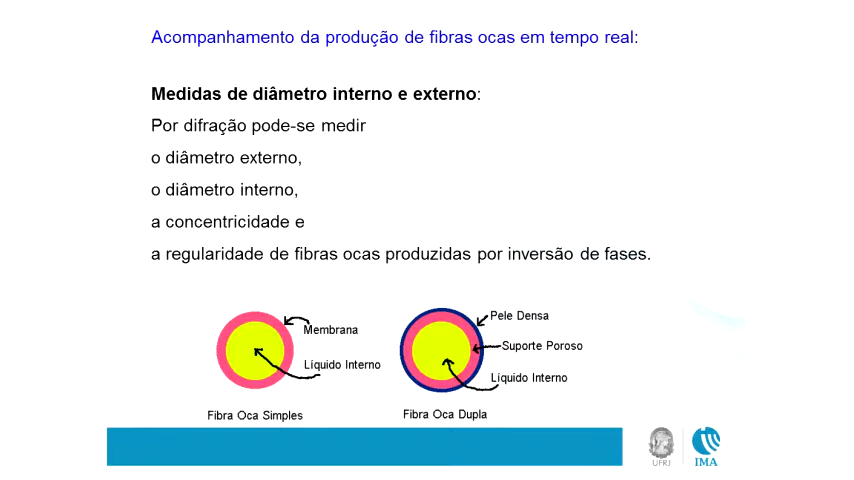 Acompanhamento da produção de fibras ocas em tempo real:
Medidas de diâmetro interno e externo:
Por difração pode-se medir
o diâmetro externo,
o diâmetro interno,
a concentricidade e
a regularidade de fibras ocas produzidas por inversão de fases.
Membrana
Líquido Interno
Fibra Oca Simples
Pele Densa
Suporte Poroso
Líquido Interno
Fibra Oca Dupla
UFRJ
IMA